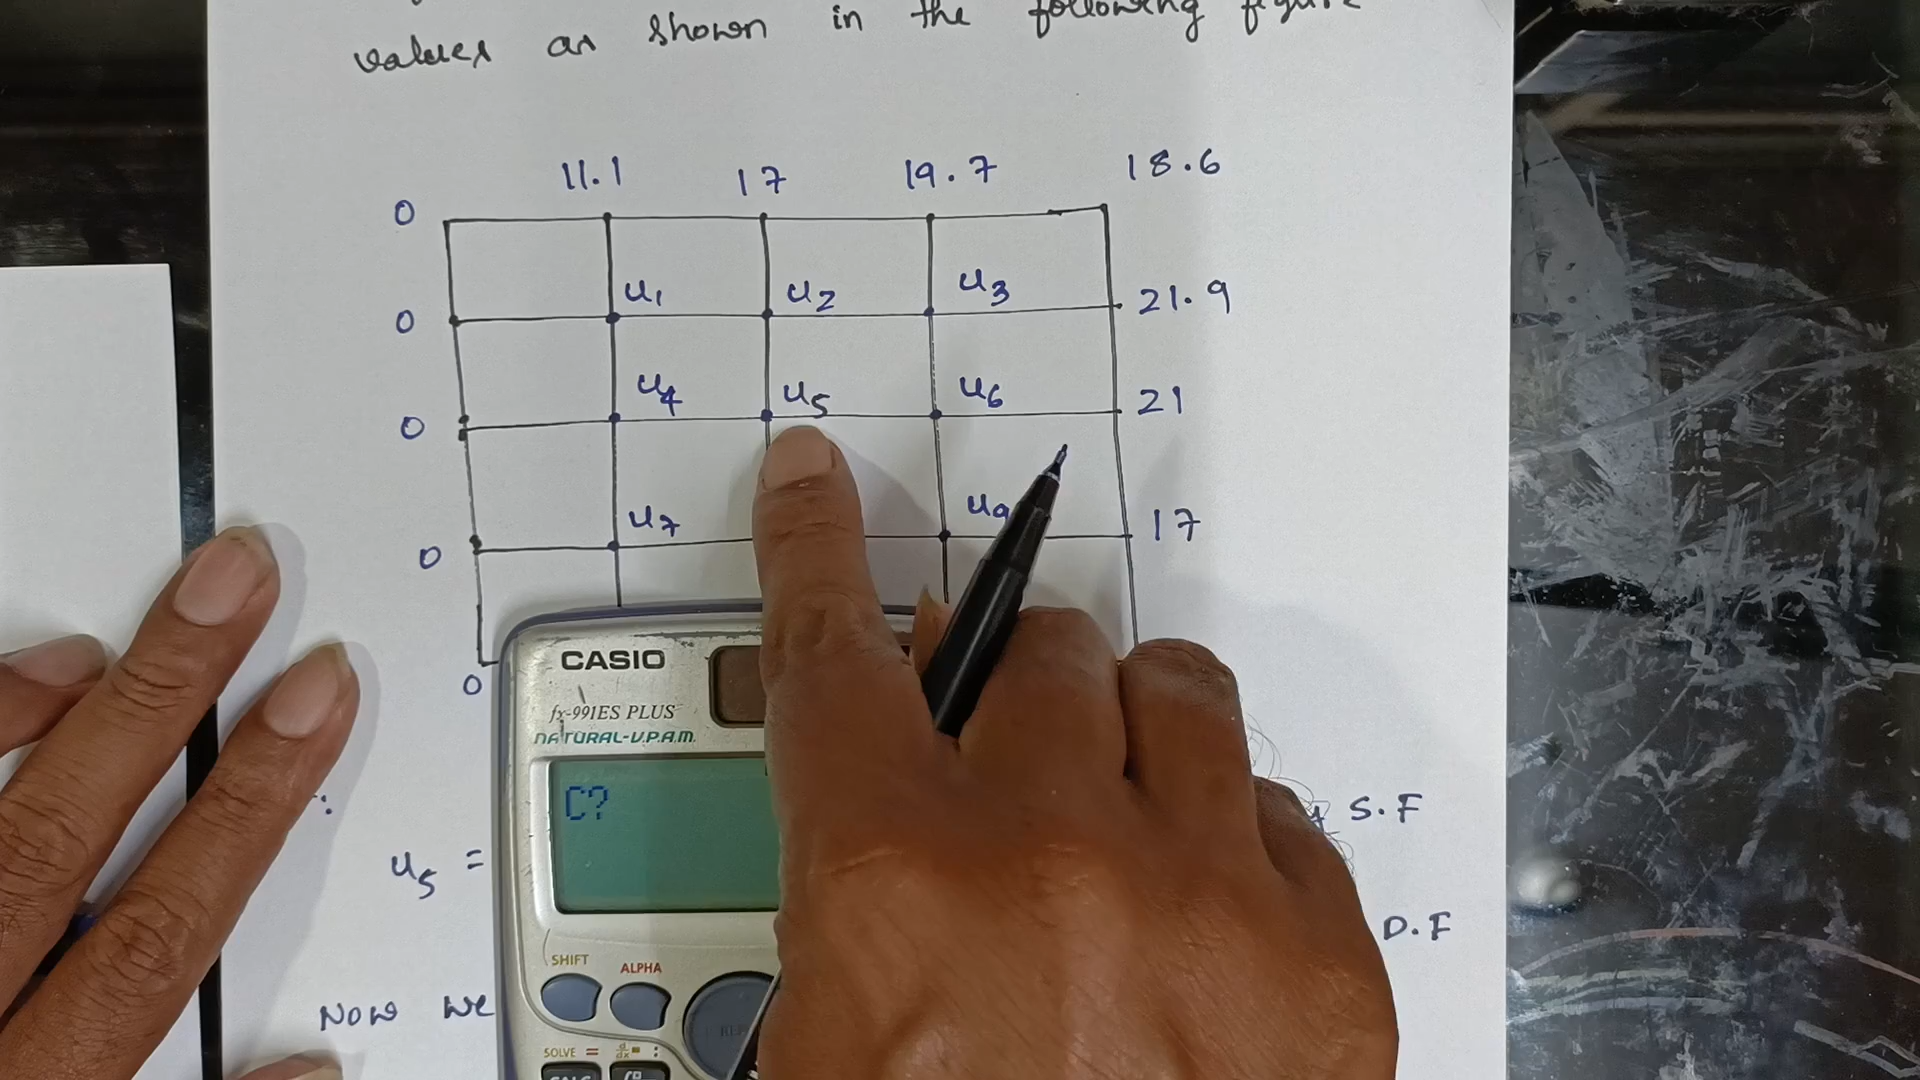 values as shown in the following figure
11.1 17 19.7 18.6
0
u1 u2 u3
0 21.9
u4 u5 u6
0 21
u7 u9
0 17
0
CASIO
fx-991ES PLUS
NATURAL-V.P.A.M.
C?
S.F
u5 =
D.F
SHIFT ALPHA
Now we
SOLVE = d/dx :
CALC